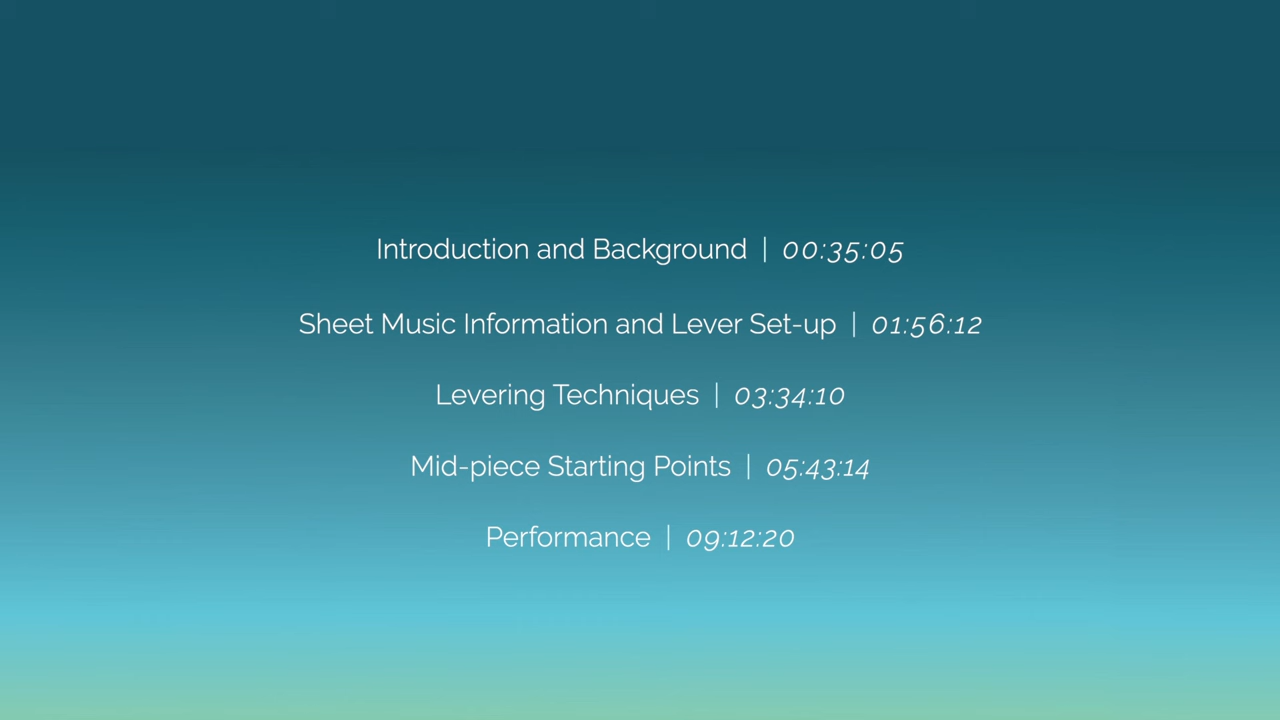 Introduction and Background | 00:35:05
Sheet Music Information and Lever Set-up | 01:56:12
Levering Techniques | 03:34:10
Mid-piece Starting Points | 05:43:14
Performance | 09:12:20